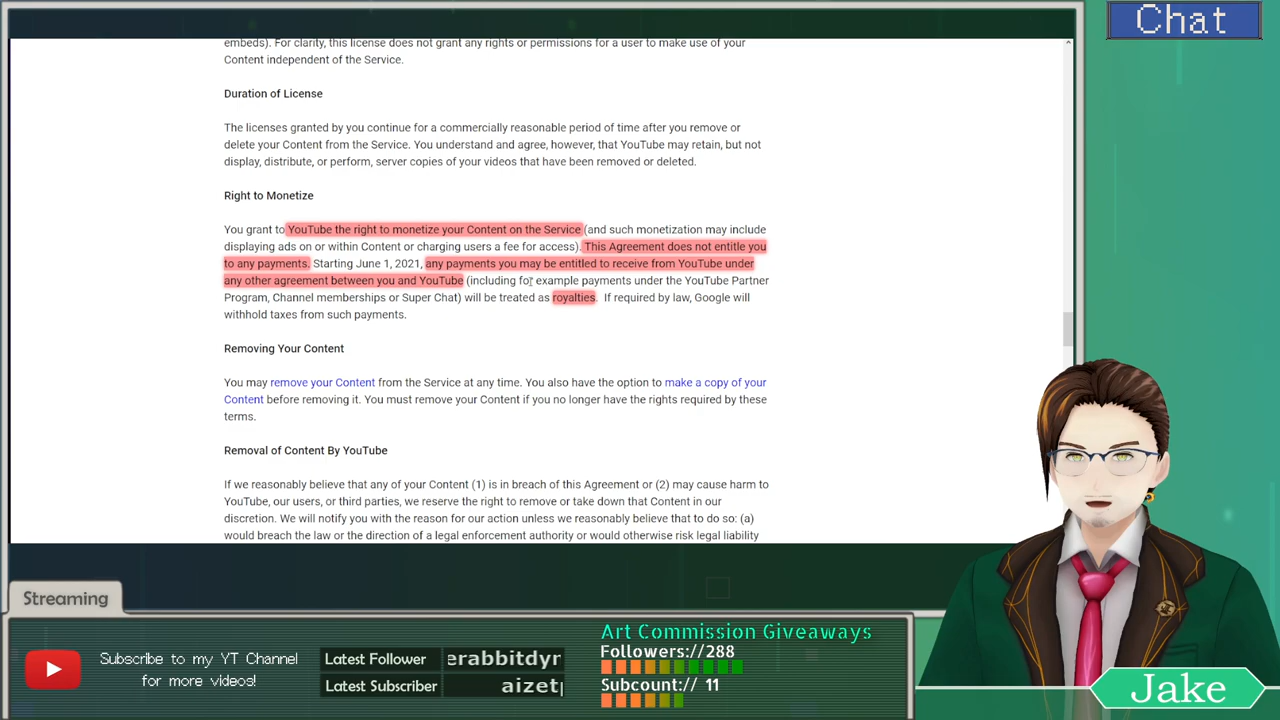 Chat
embeds). For clarity, this license does not grant any rights or permissions for a user to make use of your
Content independent of the Service.
Duration of License
The licenses granted by you continue for a commercially reasonable period of time after you remove or
delete your Content from the Service. You understand and agree, however, that YouTube may retain, but not
display, distribute, or perform, server copies of your videos that have been removed or deleted.
Right to Monetize
You grant to YouTube the right to monetize your Content on the Service (and such monetization may include
displaying ads on or within Content or charging users a fee for access). This Agreement does not entitle you
to any payments. Starting June 1, 2021, any payments you may be entitled to receive from YouTube under
any other agreement between you and YouTube (including for example payments under the YouTube Partner
Program, Channel memberships or Super Chat) will be treated as royalties. If required by law, Google will
withhold taxes from such payments.
Removing Your Content
You may remove your Content from the Service at any time. You also have the option to make a copy of your
Content before removing it. You must remove your Content if you no longer have the rights required by these
terms.
Removal of Content By YouTube
If we reasonably believe that any of your Content (1) is in breach of this Agreement or (2) may cause harm to
YouTube, our users, or third parties, we reserve the right to remove or take down that Content in our
discretion. We will notify you with the reason for our action unless we reasonably believe that to do so: (a)
would breach the law or the direction of a legal enforcement authority or would otherwise risk legal liability
Streaming
Subscribe to my YT Channel
for more videos!
Latest Follower erabbitdyr
Latest Subscriber aizet
Art Commission Giveaways
Followers://288
Subcount:// 11
Jake